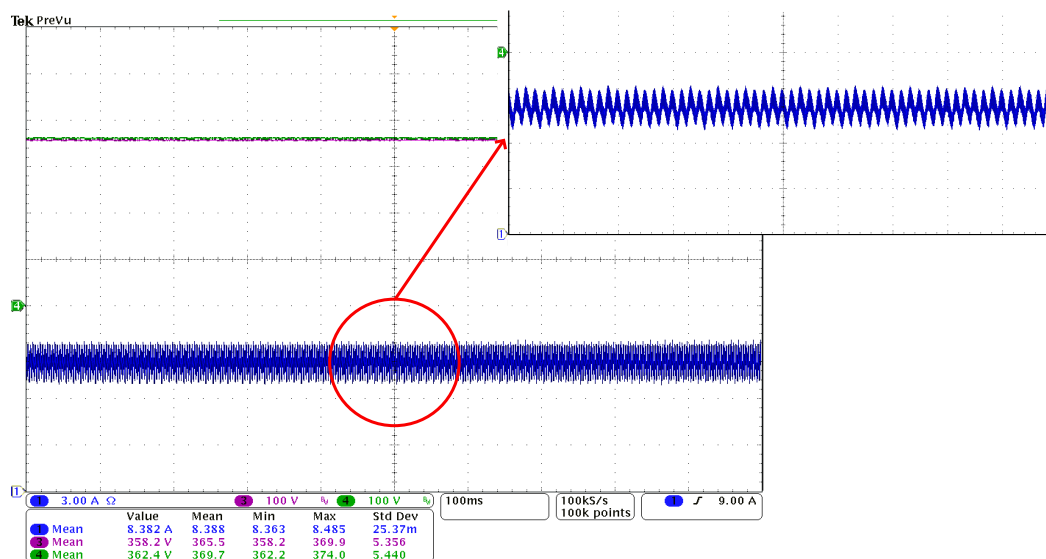 Tek PreVu
4
4
1
1
1 3.00 A Ω 3 100 V BW 4 100 V BW 100ms 100kS/s 1 9.00 A
100k points
Value Mean Min Max Std Dev
1 Mean 8.382 A 8.388 8.363 8.485 25.37m
3 Mean 358.2 V 365.5 358.2 369.9 5.356
4 Mean 362.4 V 369.7 362.2 374.0 5.440